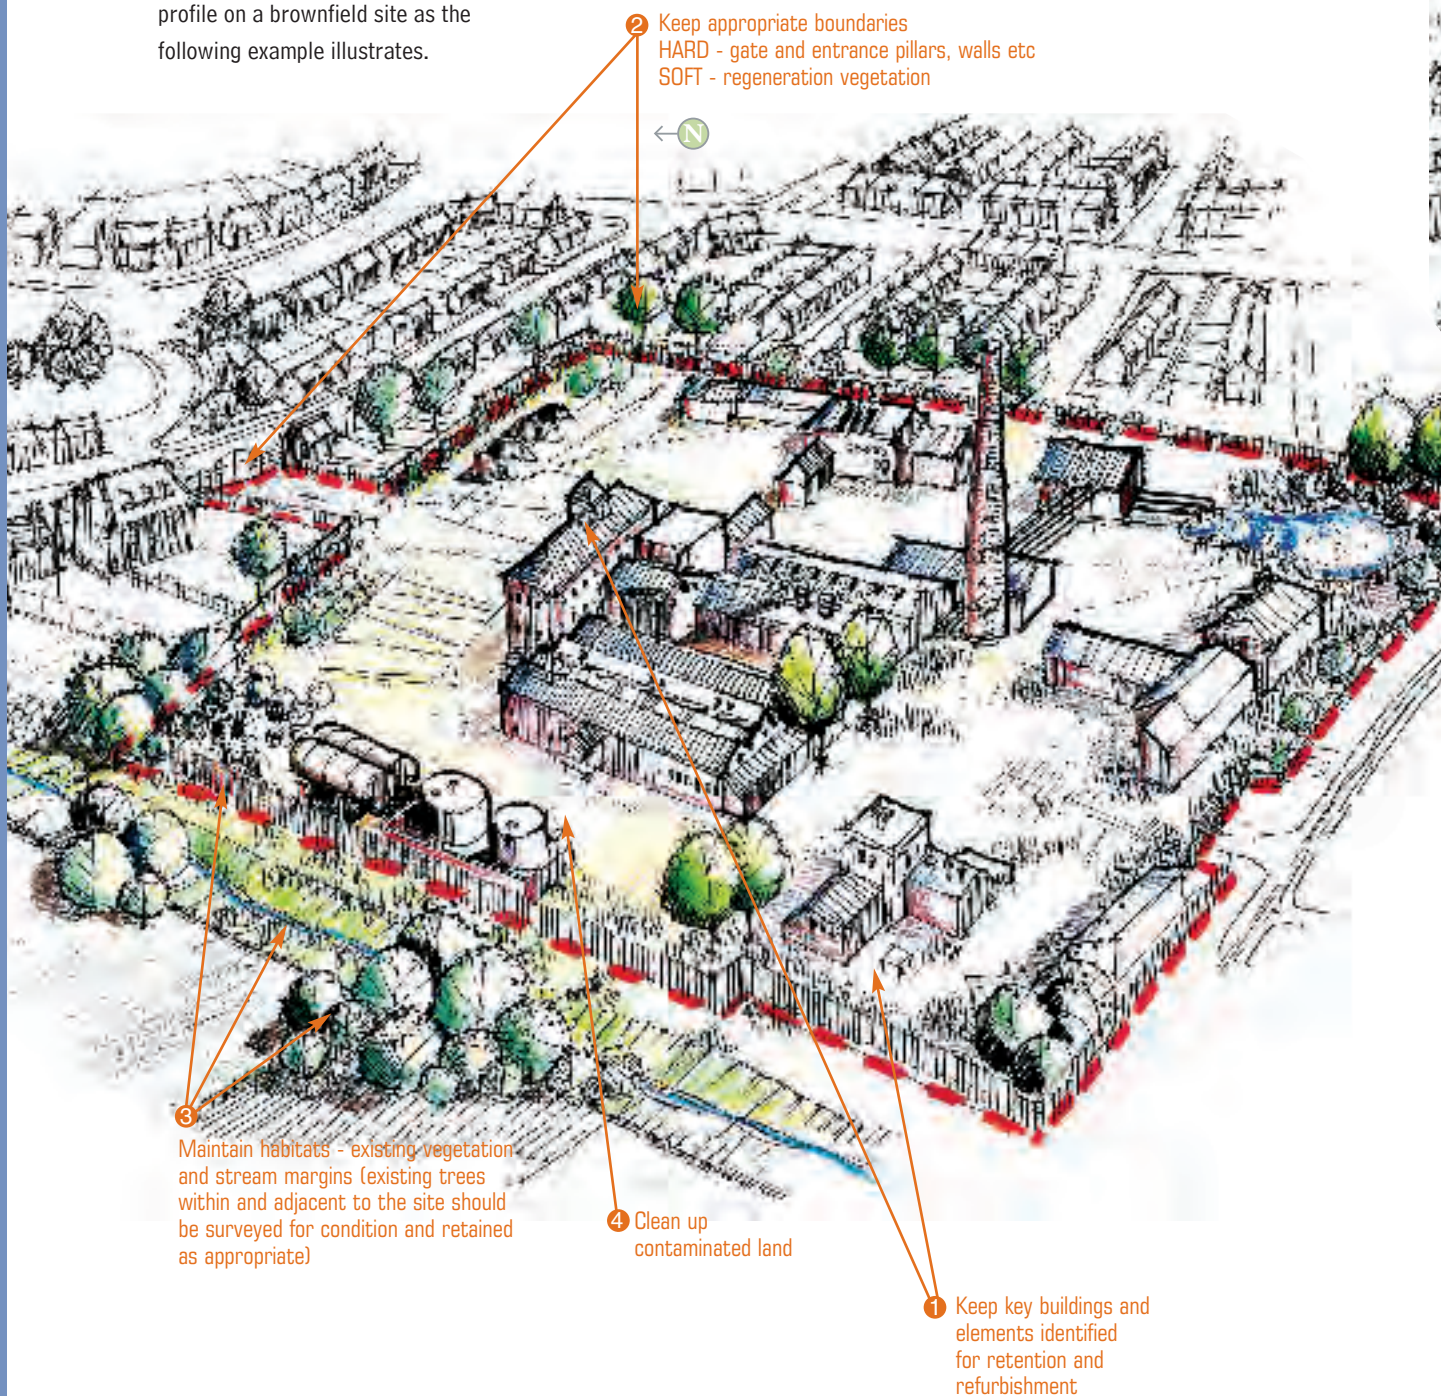 profile on a brownfield site as the
following example illustrates.
2 Keep appropriate boundaries
HARD - gate and entrance pillars, walls etc
SOFT - regeneration vegetation
N
3
Maintain habitats - existing vegetation
and stream margins (existing trees
within and adjacent to the site should
be surveyed for condition and retained
as appropriate)
4 Clean up
contaminated land
1 Keep key buildings and
elements identified
for retention and
refurbishment